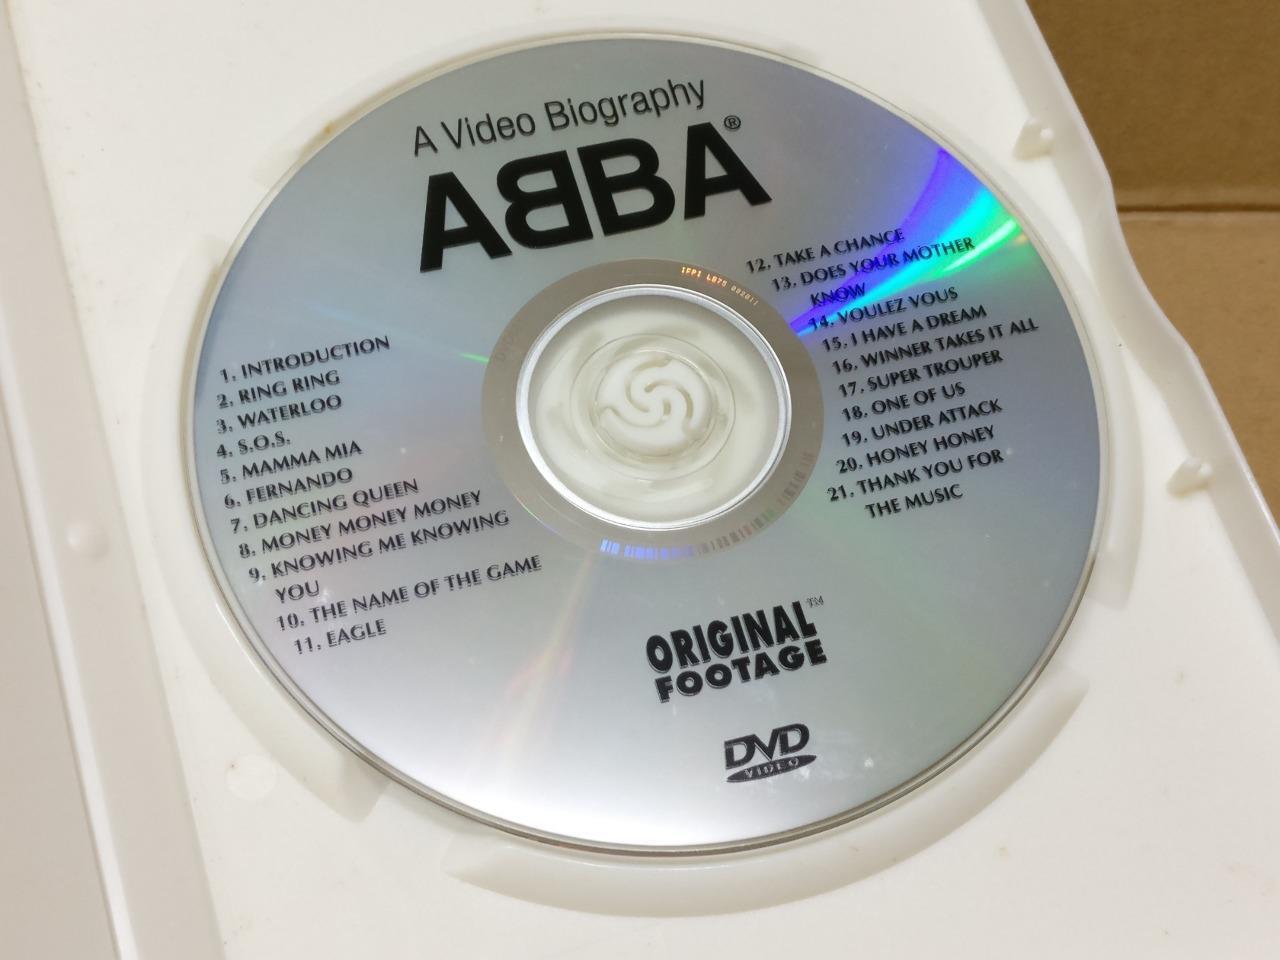 A Video Biography
ABBA®
1. INTRODUCTION
2. RING RING
3. WATERLOO
4. S.O.S.
5. MAMMA MIA
6. FERNANDO
7. DANCING QUEEN
8. MONEY MONEY MONEY
9. KNOWING ME KNOWING
YOU
10. THE NAME OF THE GAME
11. EAGLE
12. TAKE A CHANCE
13. DOES YOUR MOTHER
KNOW
14. VOULEZ VOUS
15. I HAVE A DREAM
16. WINNER TAKES IT ALL
17. SUPER TROUPER
18. ONE OF US
19. UNDER ATTACK
20. HONEY HONEY
21. THANK YOU FOR
THE MUSIC
IFPI L875
ORIGINAL™
FOOTAGE
DVD
VIDEO